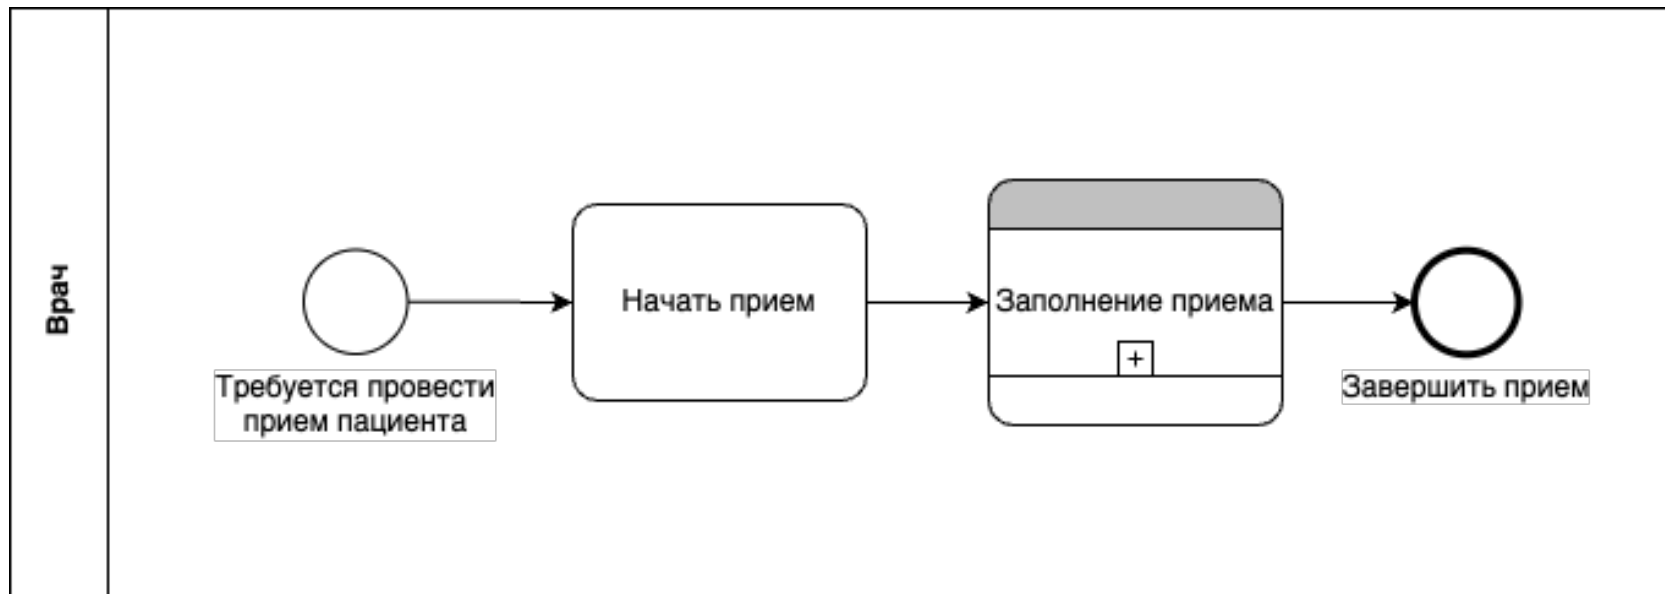 Врач
Требуется провести
прием пациента
Начать прием
Заполнение приема
+
Завершить прием